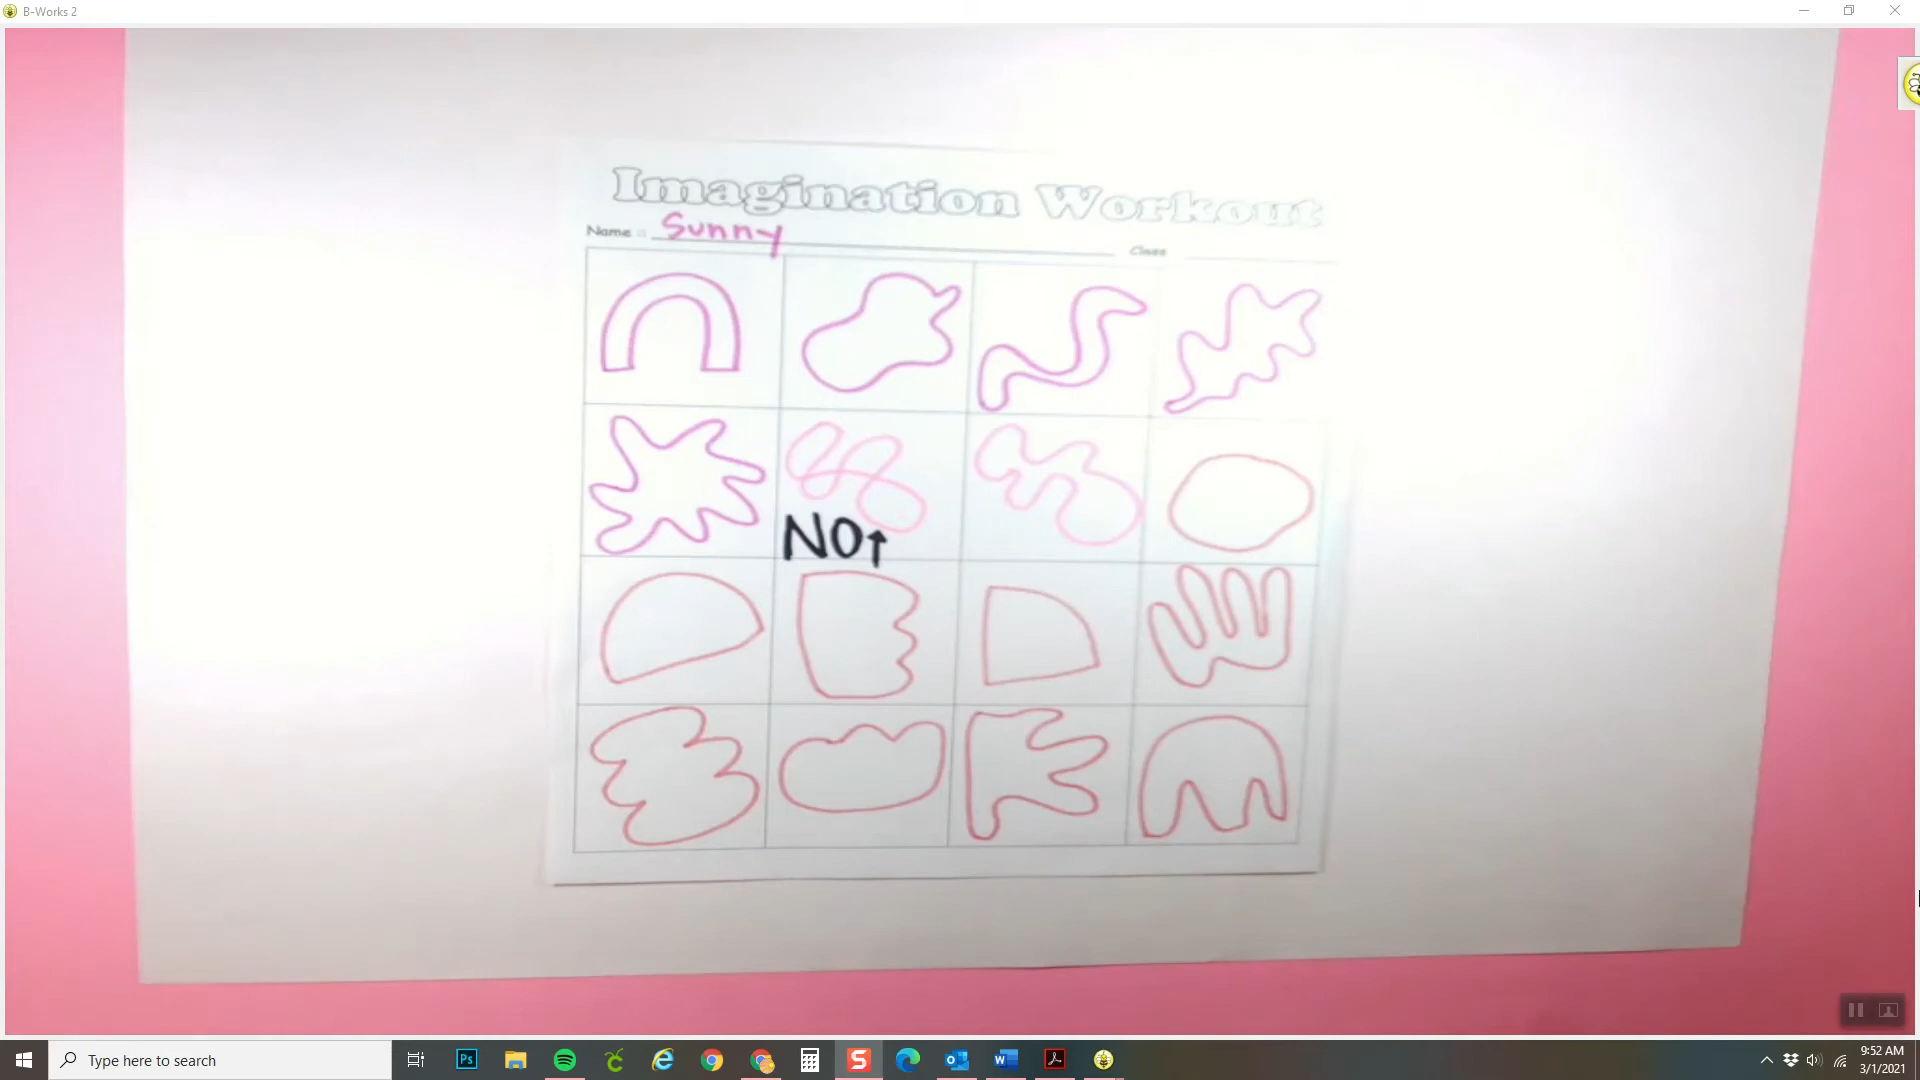 B-Works 2
Imagination Workout
Name : Sunny
Class
NO↑
Type here to search
9:52 AM
3/1/2021